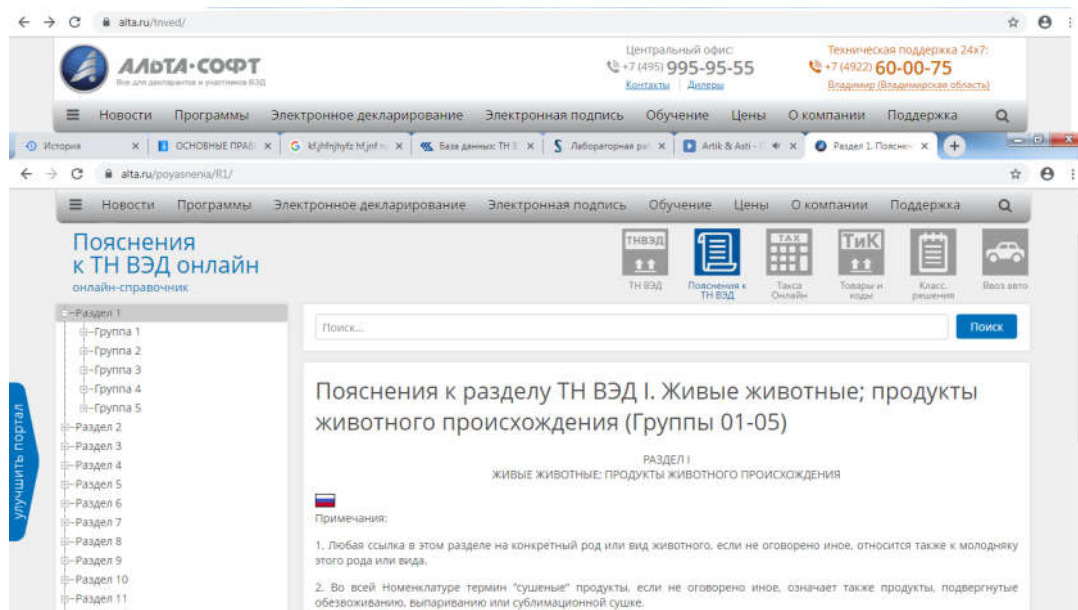 alta.ru/tnved/
АЛЬТА·СОФТ
Все для декларантов и участников ВЭД
Центральный офис:
+7 (495) 995-95-55
Контакты Дилеры
Техническая поддержка 24x7:
+7 (4922) 60-00-75
Владимир (Владимирская область)
Новости Программы Электронное декларирование Электронная подпись Обучение Цены О компании Поддержка
История ОСНОВНЫЕ ПРАВ База данных: ТН Лабораторная Artik & Asti - Раздел I. Поясне
alta.ru/poyasnenia/R1/
Новости Программы Электронное декларирование Электронная подпись Обучение Цены О компании Поддержка
Пояснения
к ТН ВЭД онлайн
онлайн-справочник
ТНВЭД TAX ТиК
ТН ВЭД Пояснения к ТН ВЭД Такса Онлайн Товары и коды Класс. решения Ввоз авто
Раздел 1
Группа 1
Группа 2
Группа 3
Группа 4
Группа 5
Раздел 2
Раздел 3
Раздел 4
Раздел 5
Раздел 6
Раздел 7
Раздел 8
Раздел 9
Раздел 10
Раздел 11
улучшить портал
Поиск... Поиск
Пояснения к разделу ТН ВЭД I. Живые животные; продукты
животного происхождения (Группы 01-05)
РАЗДЕЛ I
ЖИВЫЕ ЖИВОТНЫЕ; ПРОДУКТЫ ЖИВОТНОГО ПРОИСХОЖДЕНИЯ
Примечания:
1. Любая ссылка в этом разделе на конкретный род или вид животного, если не оговорено иное, относится также к молодняку
этого рода или вида.
2. Во всей Номенклатуре термин "сушеные" продукты, если не оговорено иное, означает также продукты, подвергнутые
обезвоживанию, выпариванию или сублимационной сушке.